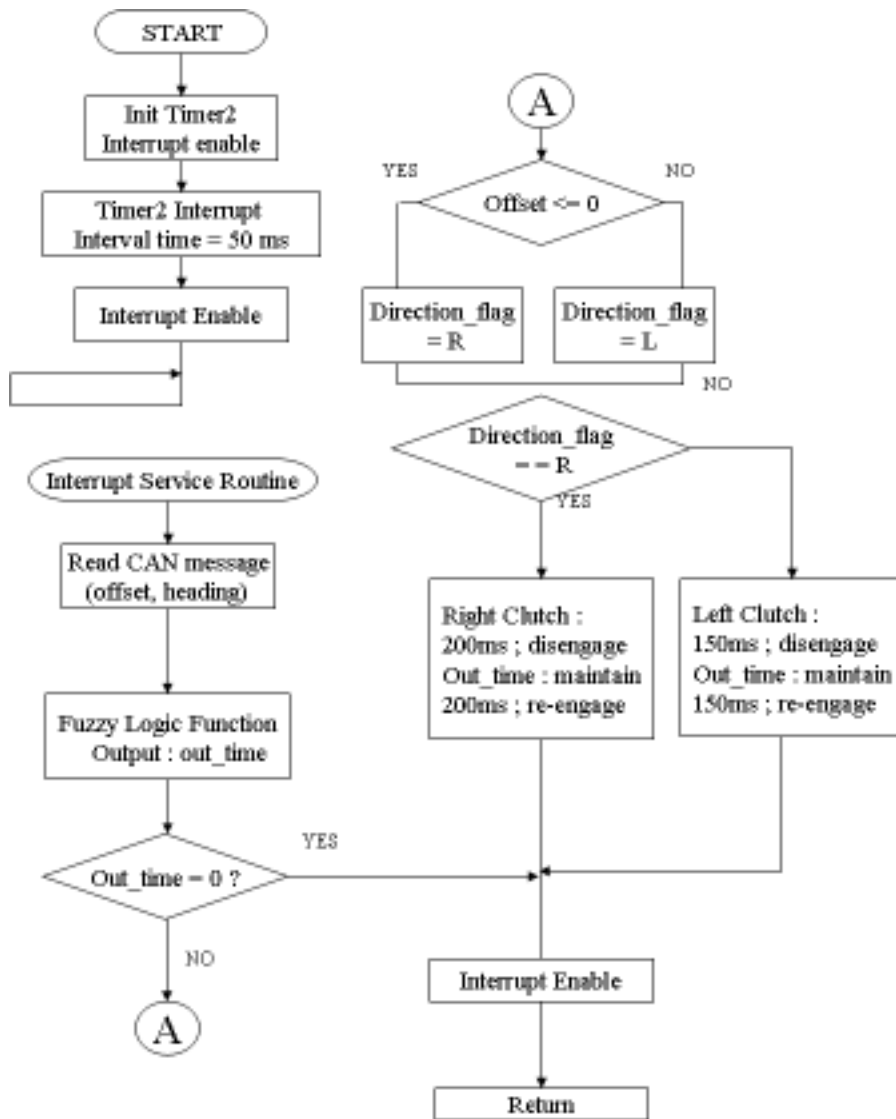 START
Init Timer2
Interrupt enable
Timer2 Interrupt
Interval time = 50 ms
Interrupt Enable
Interrupt Service Routine
Read CAN message
(offset, heading)
Fuzzy Logic Function
Output : out_time
Out_time = 0 ?
YES
NO
A
A
YES
NO
Offset <= 0
Direction_flag
= R
Direction_flag
= L
NO
Direction_flag
= = R
YES
Right Clutch :
200ms ; disengage
Out_time : maintain
200ms ; re-engage
Left Clutch :
150ms ; disengage
Out_time : maintain
150ms ; re-engage
Interrupt Enable
Return